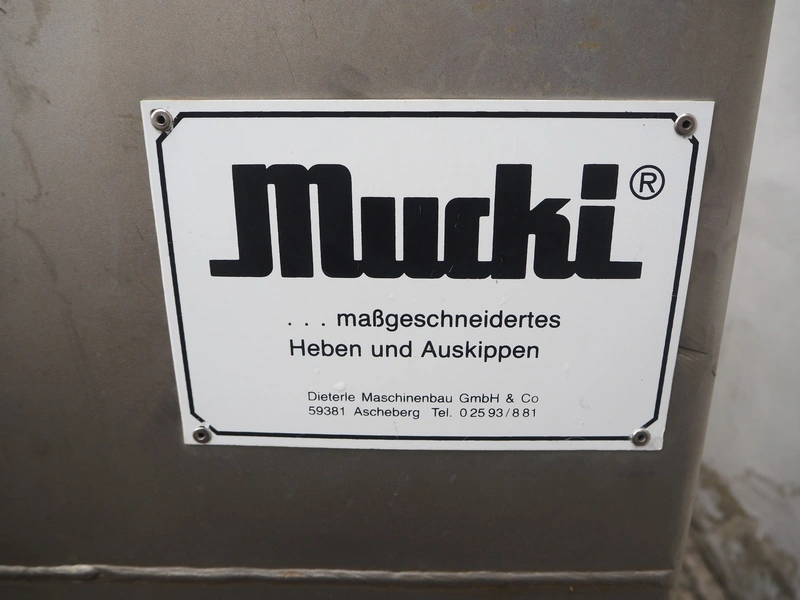 Mucki®
. . . maßgeschneidertes
Heben und Auskippen
Dieterle Maschinenbau GmbH & Co
59381 Ascheberg Tel. 0 25 93 / 8 81